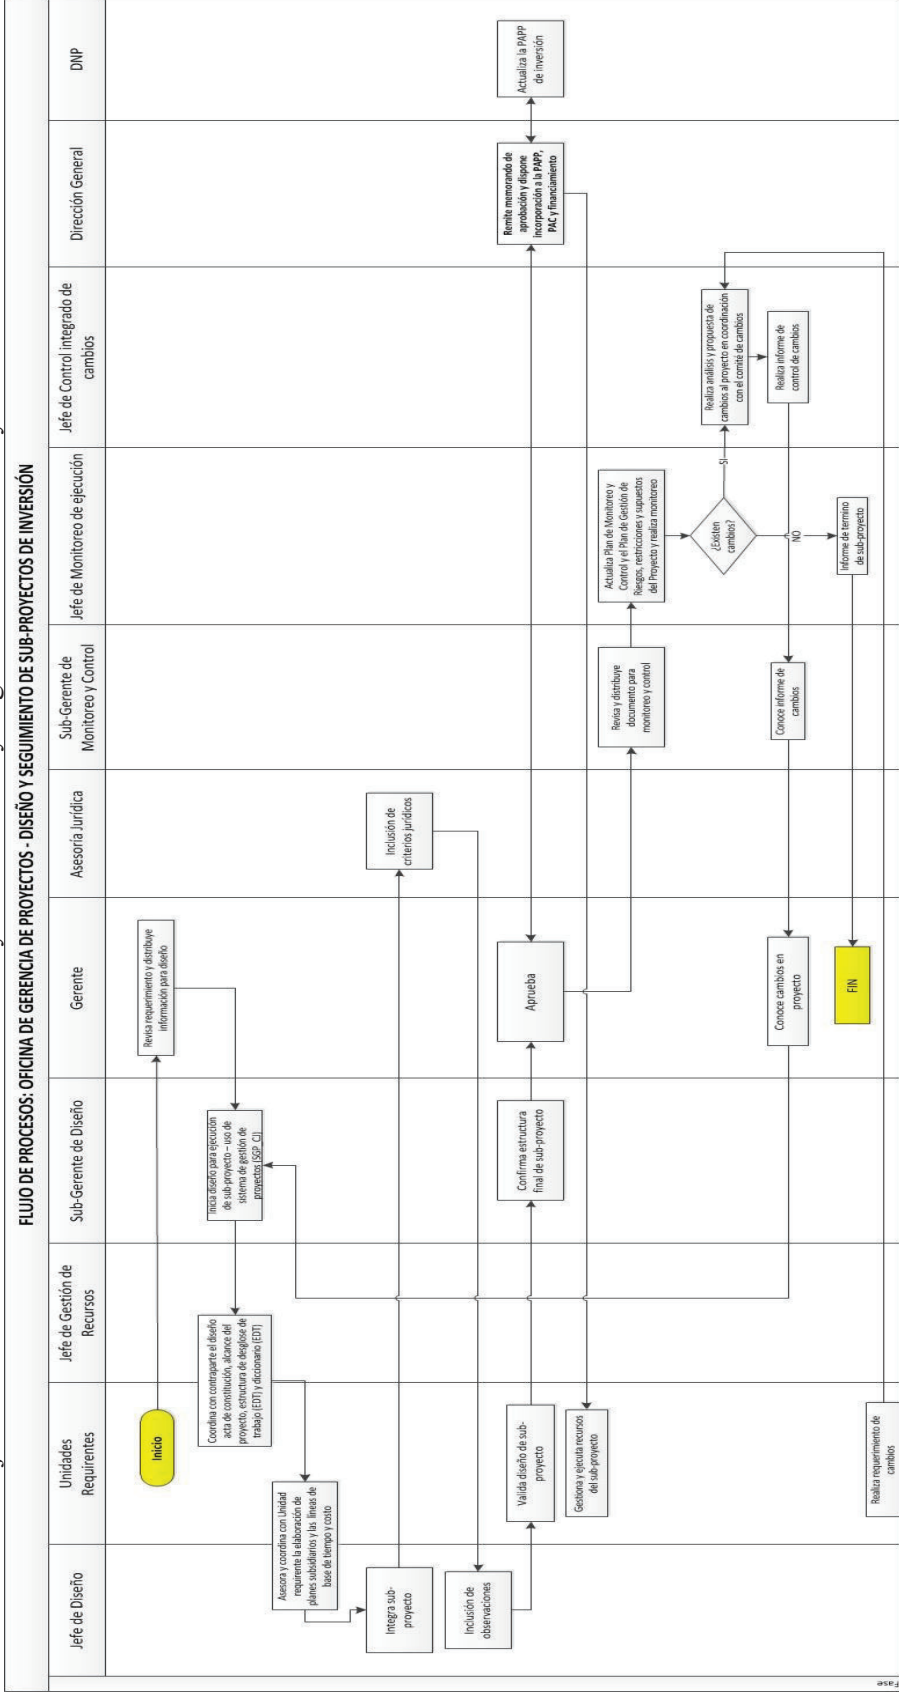 FLUJO DE PROCESOS: OFICINA DE GERENCIA DE PROYECTOS - DISEÑO Y SEGUIMIENTO DE SUB-PROYECTOS DE INVERSIÓN
Jefe de Diseño
Unidades
Requirentes
Jefe de Gestión de
Recursos
Sub-Gerente de Diseño
Gerente
Asesoría Jurídica
Sub-Gerente de
Monitoreo y Control
Jefe de Monitoreo de ejecución
Jefe de Control integrado de
cambios
Dirección General
DNP
Inicio
Revisa requerimiento y distribuye
información para diseño
Inicia diseño para ejecución
de sub-proyecto – uso de
sistema de gestión de
proyectos (SGP_CJ)
Coordina con contraparte el diseño
acta de constitución, alcance del
proyecto, estructura de desglose de
trabajo (EDT) y diccionario (EDT)
Asesora y coordina con Unidad
requirente la elaboración de
planes subsidiarios y las líneas de
base de tiempo y costo
Integra sub-
proyecto
Inclusión de
criterios jurídicos
Inclusión de
observaciones
Valida diseño de sub-
proyecto
Confirma estructura
final de sub-proyecto
Aprueba
Remite memorando de
aprobación y dispone
incorporación a la PAPP,
PAC y financiamiento
Actualiza la PAPP
de inversión
Gestiona y ejecuta recursos
del sub-proyecto
Revisa y distribuye
documento para
monitoreo y control
Actualiza Plan de Monitoreo y
Control y el Plan de Gestión de
Riesgos, restricciones y supuestos
del Proyecto y realiza monitoreo
¿Existen
cambios?
SI
NO
Realiza análisis y propuesta de
cambios al proyecto en coordinación
con el comité de cambios
Realiza informe de
control de cambios
Conoce informe de
cambios
Conoce cambios en
proyecto
Informe de termino
de sub-proyecto
FIN
Realiza requerimiento de
cambios
Fase